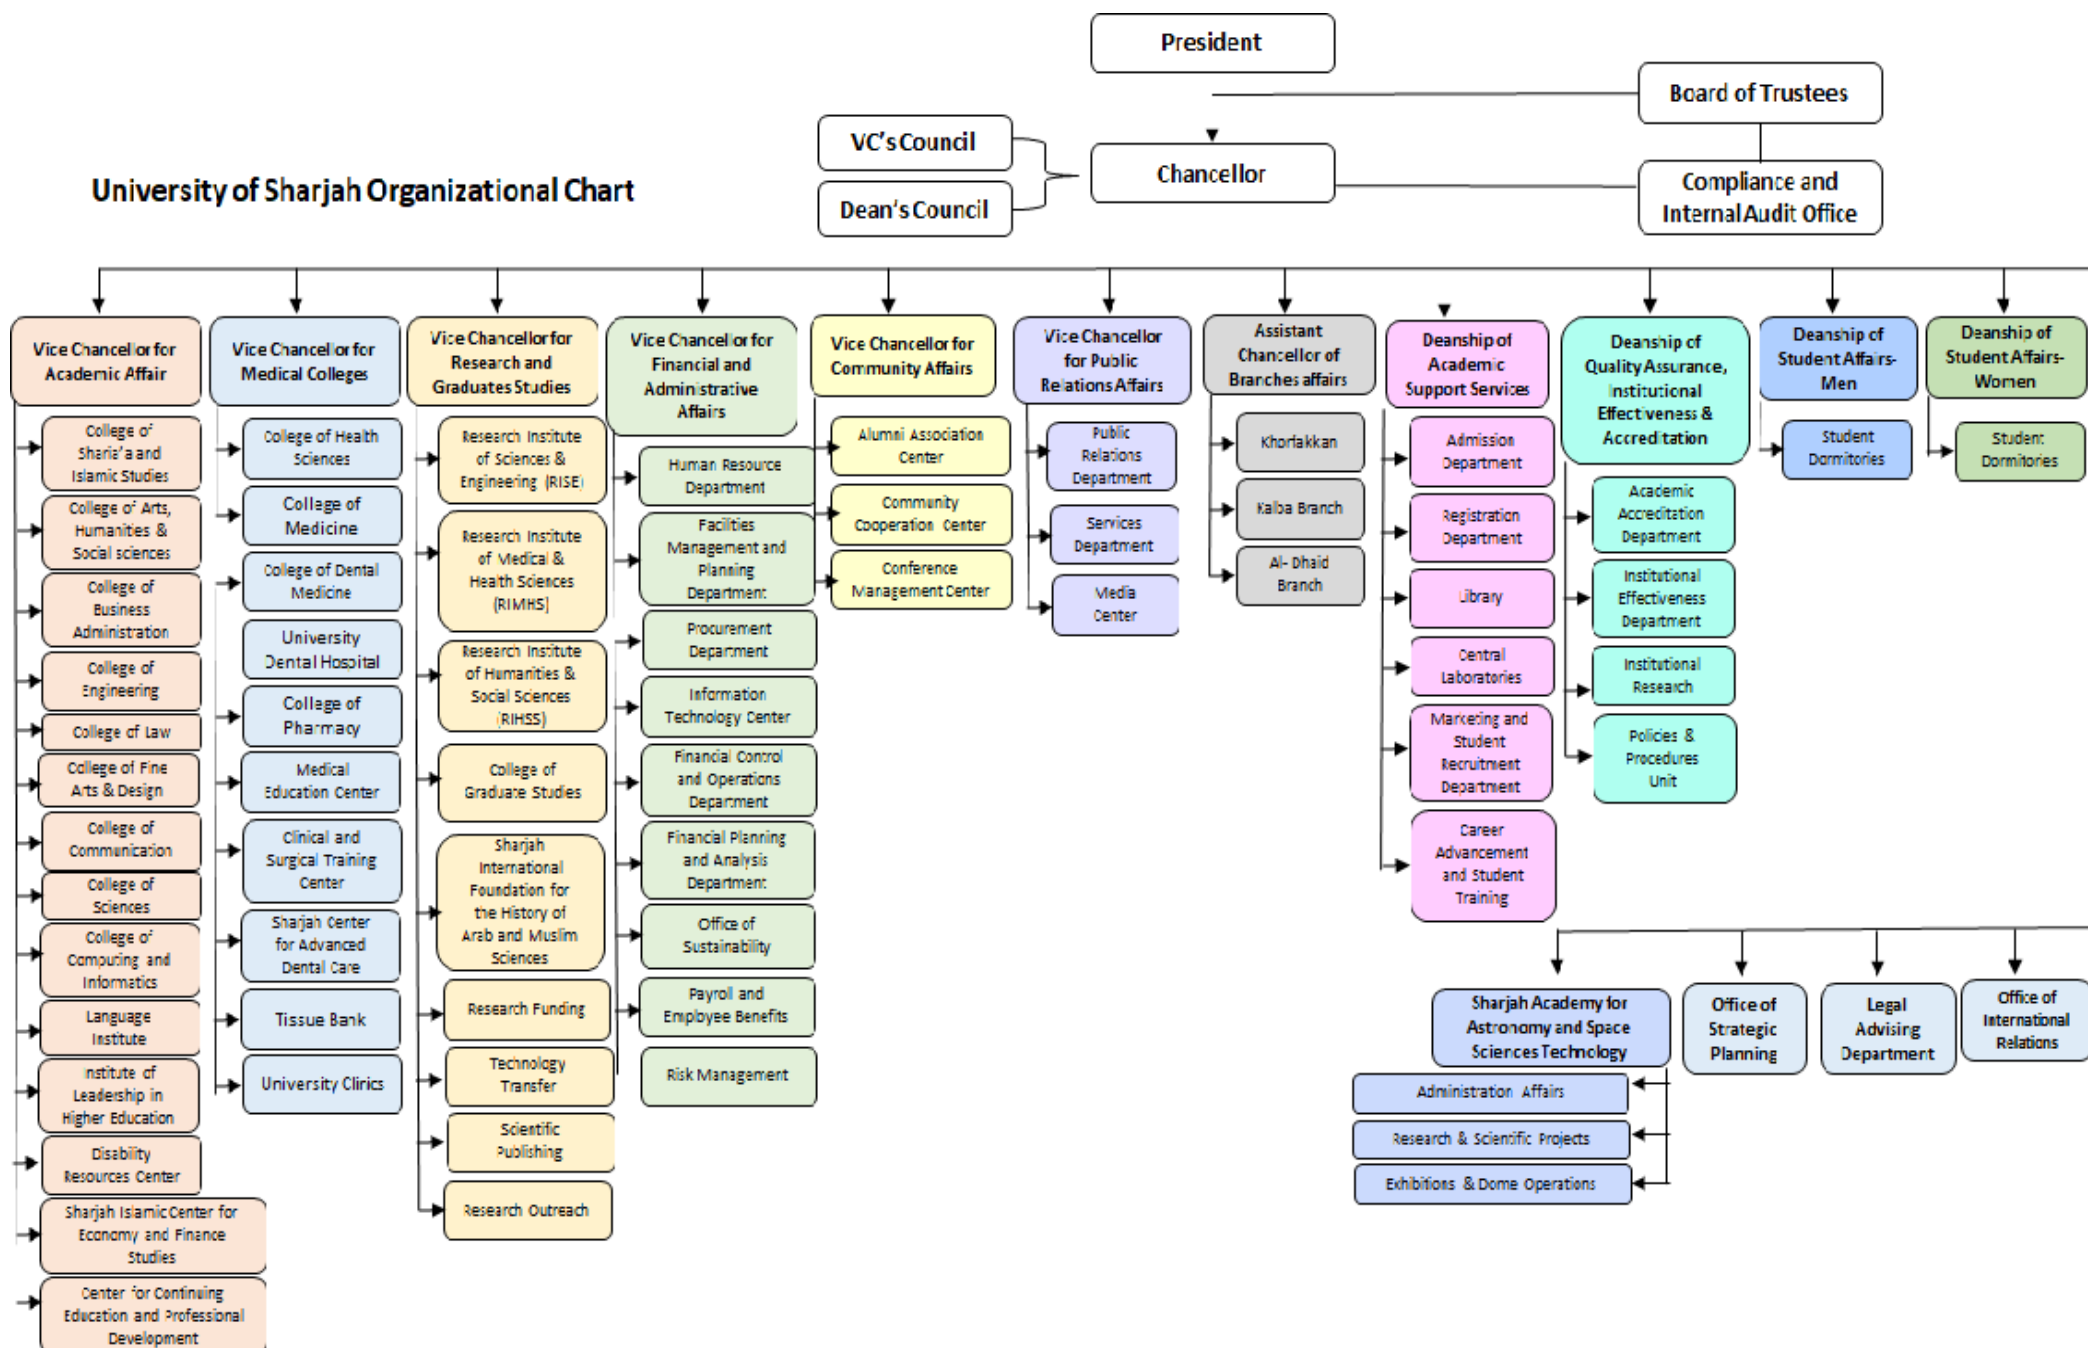 President
Board of Trustees
VC's Council
Chancellor
Dean's Council
Compliance and
Internal Audit Office
University of Sharjah Organizational Chart
Vice Chancellor for
Academic Affair
College of
Sharia'a and
Islamic Studies
College of Arts,
Humanities &
Social sciences
College of
Business
Administration
College of
Engineering
College of Law
College of Fine
Arts & Design
College of
Communication
College of
Sciences
College of
Computing and
Informatics
Language
Institute
Institute of
Leadership in
Higher Education
Disability
Resources Center
Sharjah Islamic Center for
Economy and Finance
Studies
Center for Continuing
Education and Professional
Development
Vice Chancellor for
Medical Colleges
College of Health
Sciences
College of
Medicine
College of Dental
Medicine
University
Dental Hospital
College of
Pharmacy
Medical
Education Center
Clinical and
Surgical Training
Center
Sharjah Center
for Advanced
Dental Care
Tissue Bank
University Clinics
Vice Chancellor for
Research and
Graduates Studies
Research Institute
of Sciences &
Engineering (RISE)
Research Institute
of Medical &
Health Sciences
(RIMHS)
Research Institute
of Humanities &
Social Sciences
(RIHSS)
College of
Graduate Studies
Sharjah
International
Foundation for
the History of
Arab and Muslim
Sciences
Research Funding
Technology
Transfer
Scientific
Publishing
Research Outreach
Vice Chancellor for
Financial and
Administrative
Affairs
Human Resource
Department
Facilities
Management and
Planning
Department
Procurement
Department
Information
Technology Center
Financial Control
and Operations
Department
Financial Planning
and Analysis
Department
Office of
Sustainability
Payroll and
Employee Benefits
Risk Management
Vice Chancellor for
Community Affairs
Alumni Association
Center
Community
Cooperation Center
Conference
Management Center
Vice Chancellor
for Public
Relations Affairs
Public
Relations
Department
Services
Department
Media
Center
Assistant
Chancellor of
Branches affairs
Khorfakkan
Kalba Branch
Al- Dhaid
Branch
Deanship of
Academic
Support Services
Admission
Department
Registration
Department
Library
Central
Laboratories
Marketing and
Student
Recruitment
Department
Career
Advancement
and Student
Training
Deanship of
Quality Assurance,
Institutional
Effectiveness &
Accreditation
Academic
Accreditation
Department
Institutional
Effectiveness
Department
Institutional
Research
Policies &
Procedures
Unit
Deanship of
Student Affairs-
Men
Student
Dormitories
Deanship of
Student Affairs-
Women
Student
Dormitories
Sharjah Academy for
Astronomy and Space
Sciences Technology
Administration Affairs
Research & Scientific Projects
Exhibitions & Dome Operations
Office of
Strategic
Planning
Legal
Advising
Department
Office of
International
Relations